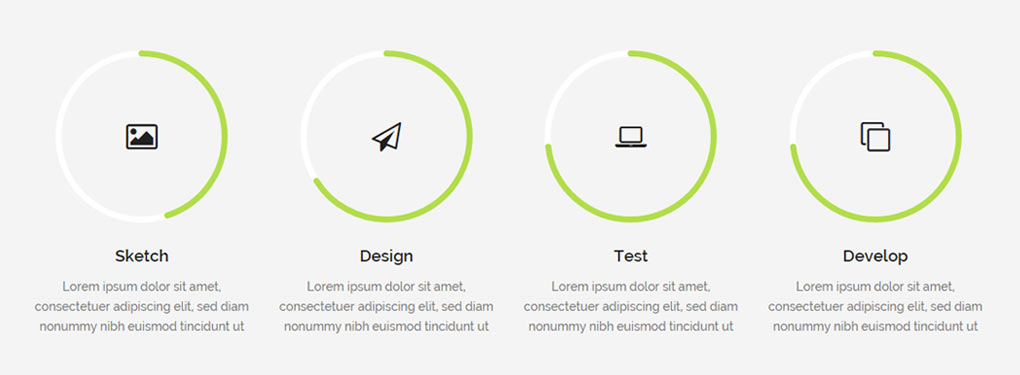 Sketch
Lorem ipsum dolor sit amet,
consectetuer adipiscing elit, sed diam
nonummy nibh euismod tincidunt ut
Design
Lorem ipsum dolor sit amet,
consectetuer adipiscing elit, sed diam
nonummy nibh euismod tincidunt ut
Test
Lorem ipsum dolor sit amet,
consectetuer adipiscing elit, sed diam
nonummy nibh euismod tincidunt ut
Develop
Lorem ipsum dolor sit amet,
consectetuer adipiscing elit, sed diam
nonummy nibh euismod tincidunt ut